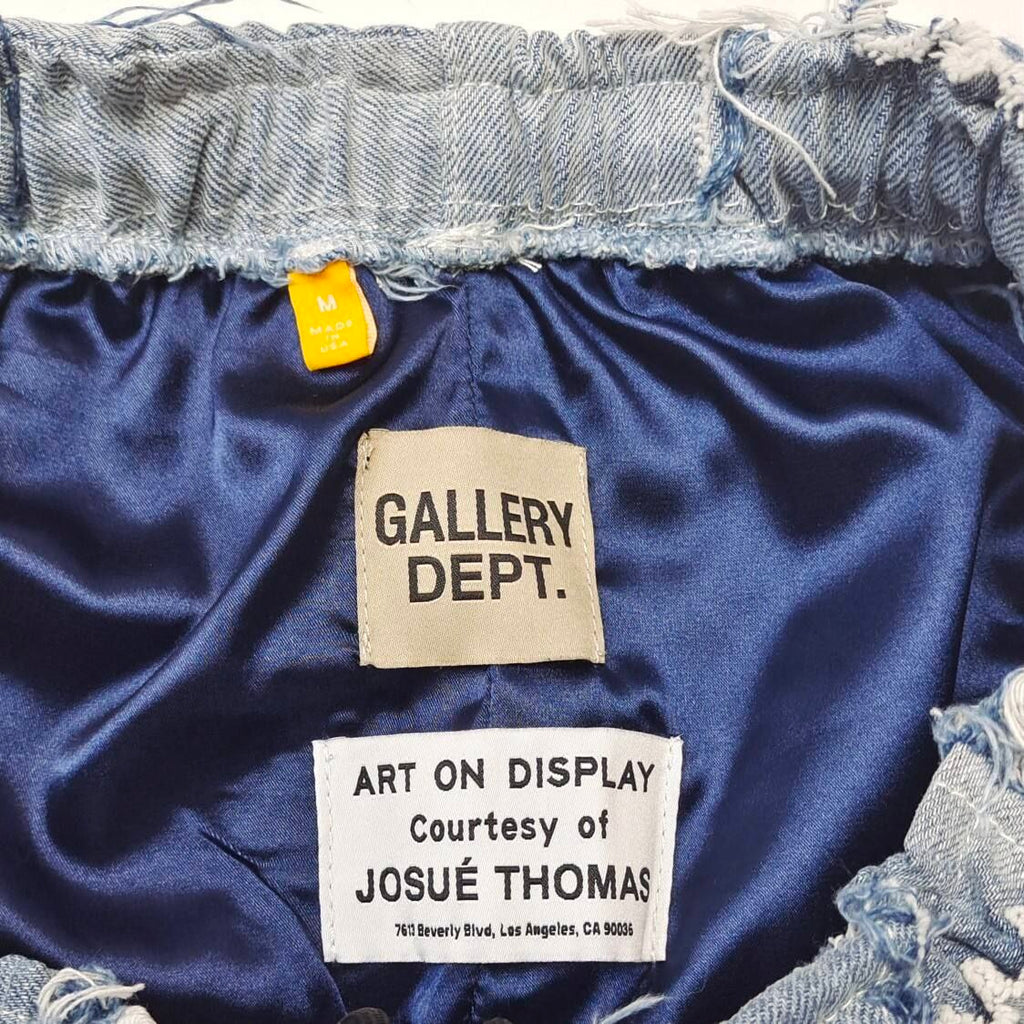 M
MADE
IN
USA
GALLERY
DEPT.
ART ON DISPLAY
Courtesy of
JOSUÉ THOMAS
7613 Beverly Blvd, Los Angeles, CA 90036